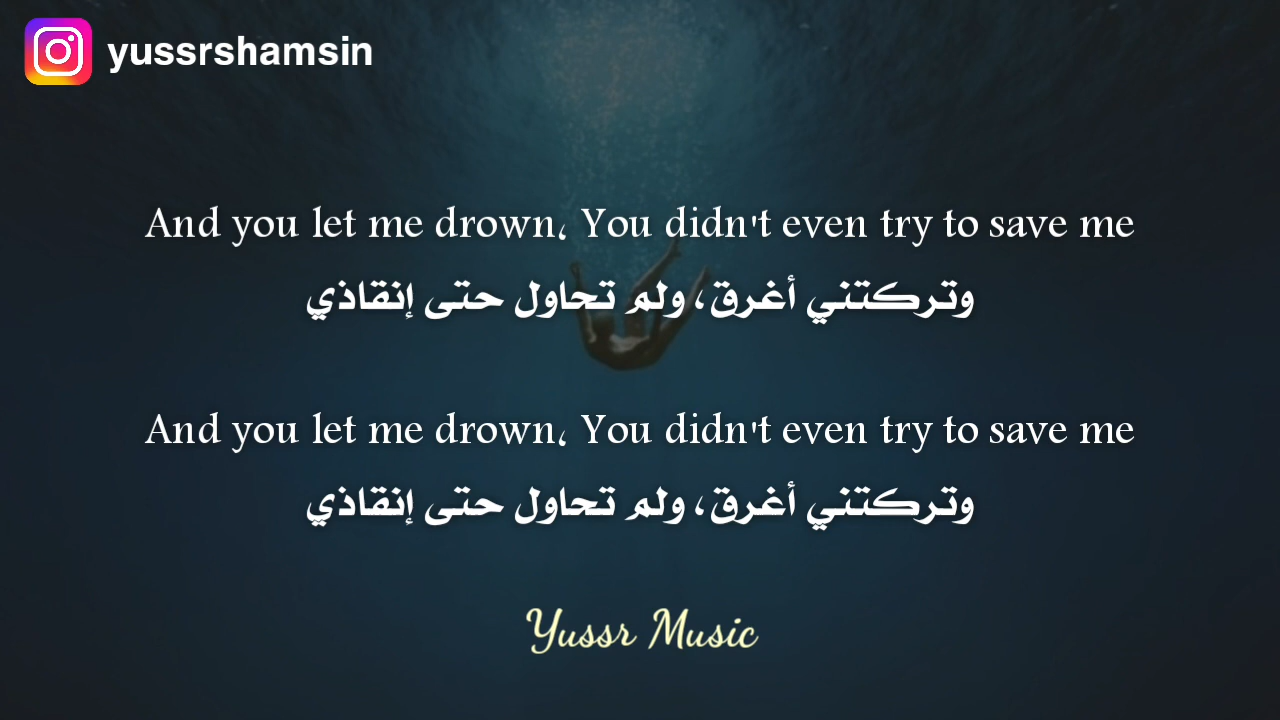 yussrshamsin
And you let me drown، You didn't even try to save me
وتركتني أغرق، ولم تحاول حتى إنقاذي
And you let me drown، You didn't even try to save me
وتركتني أغرق، ولم تحاول حتى إنقاذي
Yussr Music